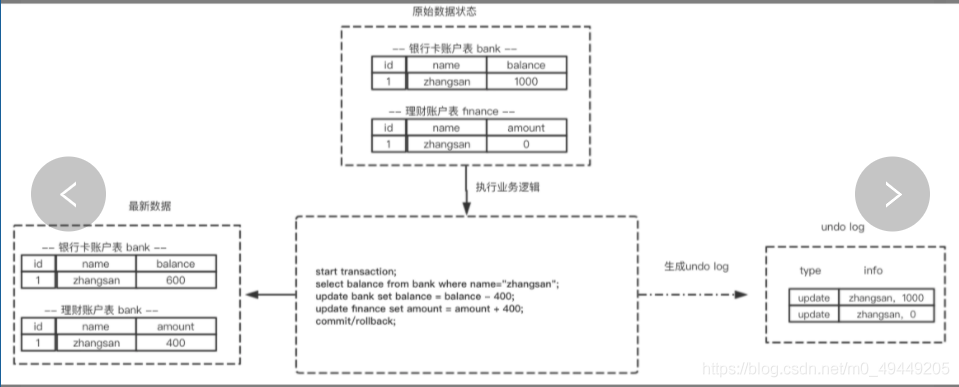 原始数据状态
-- 银行卡账户表 bank --
id name balance
1 zhangsan 1000
-- 理财账户表 finance --
id name amount
1 zhangsan 0
执行业务逻辑
最新数据
-- 银行卡账户表 bank --
id name balance
1 zhangsan 600
-- 理财账户表 bank --
id name amount
1 zhangsan 400
start transaction;
select balance from bank where name="zhangsan";
update bank set balance = balance - 400;
update finance set amount = amount + 400;
commit/rollback;
生成undo log
undo log
type info
update zhangsan, 1000
update zhangsan, 0
https://blog.csdn.net/m0_49449205